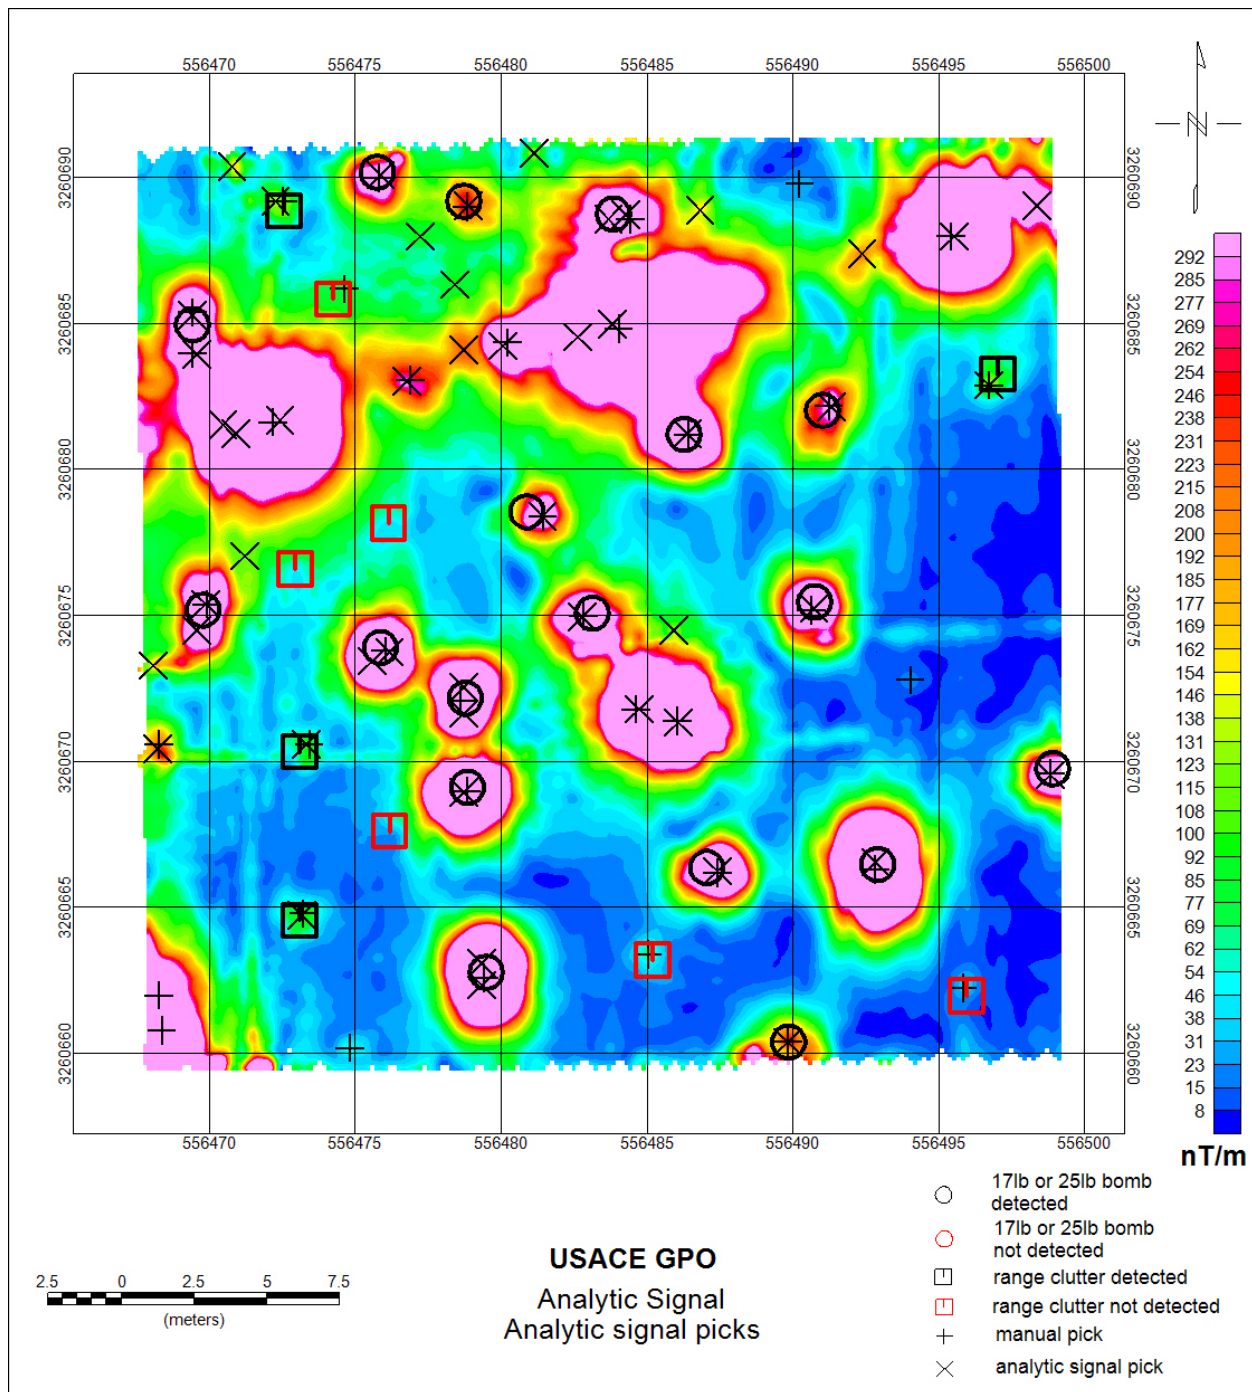 556470 556475 556480 556485 556490 556495 556500
N
3260690 3260690
3260685 3260685
3260680 3260680
3260675 3260675
3260670 3260670
3260665 3260665
3260660 3260660
292
285
277
269
262
254
246
238
231
223
215
208
200
192
185
177
169
162
154
146
138
131
123
115
108
100
92
85
77
69
62
54
46
38
31
23
15
8
nT/m
556470 556475 556480 556485 556490 556495 556500
17lb or 25lb bomb
detected
17lb or 25lb bomb
not detected
range clutter detected
range clutter not detected
manual pick
analytic signal pick
USACE GPO
Analytic Signal
Analytic signal picks
2.5 0 2.5 5 7.5
(meters)